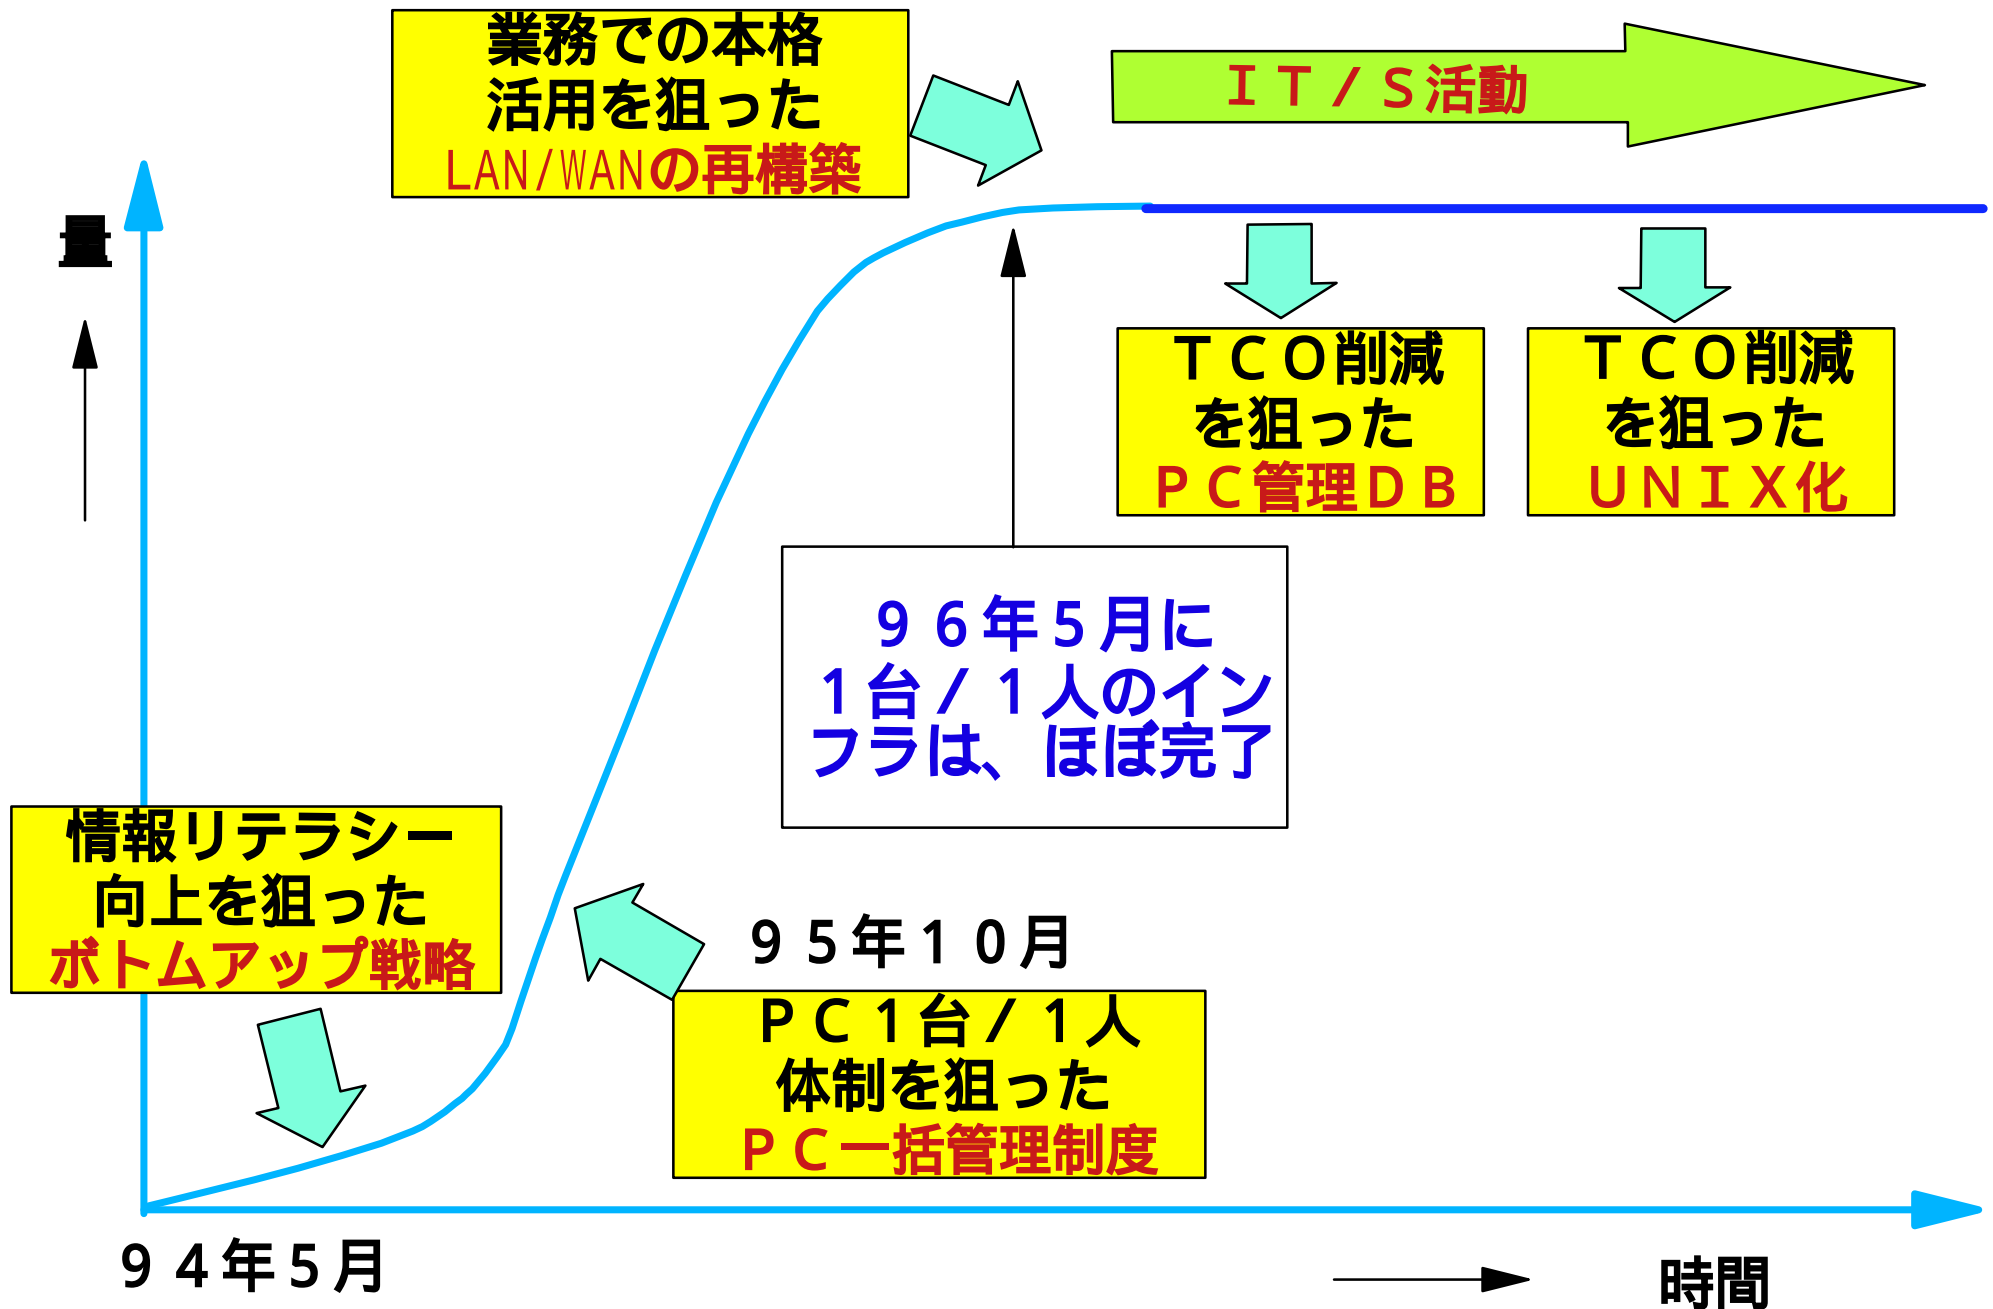 業務での本格
活用を狙った
LAN/WANの再構築
ＩＴ／Ｓ活動
量
ＴＣＯ削減
を狙った
ＰＣ管理ＤＢ
ＴＣＯ削減
を狙った
ＵＮＩＸ化
９６年５月に
１台／１人のイン
フラは、ほぼ完了
情報リテラシー
向上を狙った
ボトムアップ戦略
９５年１０月
ＰＣ１台／１人
体制を狙った
ＰＣ一括管理制度
９４年５月
時間